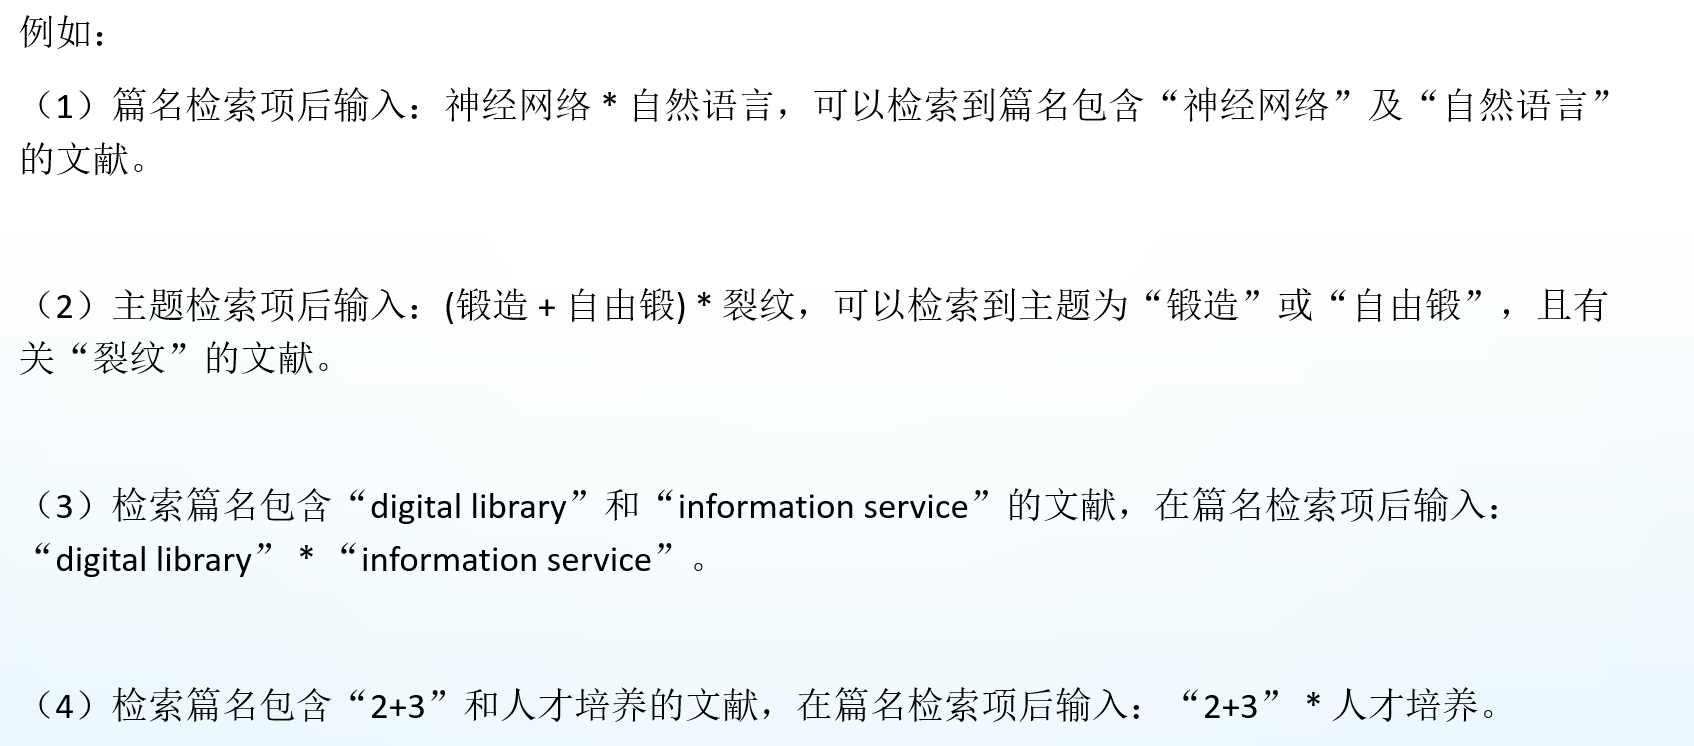 例如：
（1）篇名检索项后输入：神经网络 * 自然语言，可以检索到篇名包含“神经网络”及“自然语言”
的文献。
（2）主题检索项后输入：(锻造 + 自由锻) * 裂纹，可以检索到主题为“锻造”或“自由锻”，且有
关“裂纹”的文献。
（3）检索篇名包含“digital library”和“information service”的文献，在篇名检索项后输入：
“digital library” * “information service”。
（4）检索篇名包含“2+3”和人才培养的文献，在篇名检索项后输入：“2+3” * 人才培养。